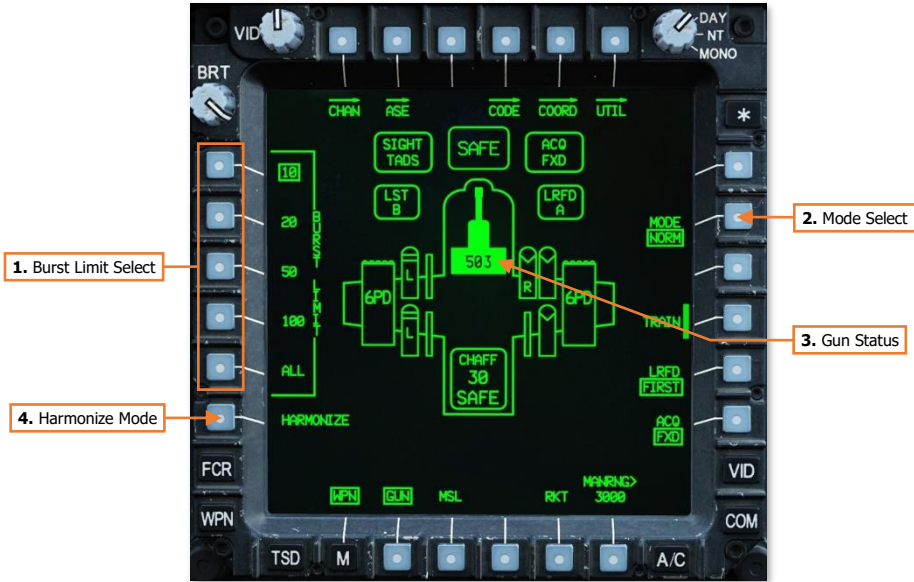 VID
DAY
NT
MONO
BRT
CHAN
ASE
CODE
COORD
UTIL
*
SIGHT
TADS
SAFE
ACQ
FXD
LST
B
LRFD
A
10
20
50
100
ALL
BURST LIMIT
MODE
NORM
503
L
R
6PD
6PD
L
TRAIN
CHAFF
30
SAFE
LRFD
FIRST
ACQ
FXD
HARMONIZE
MANRNG>
3000
WPN
GUN
MSL
RKT
FCR
WPN
VID
COM
TSD
M
A/C
1. Burst Limit Select
2. Mode Select
3. Gun Status
4. Harmonize Mode